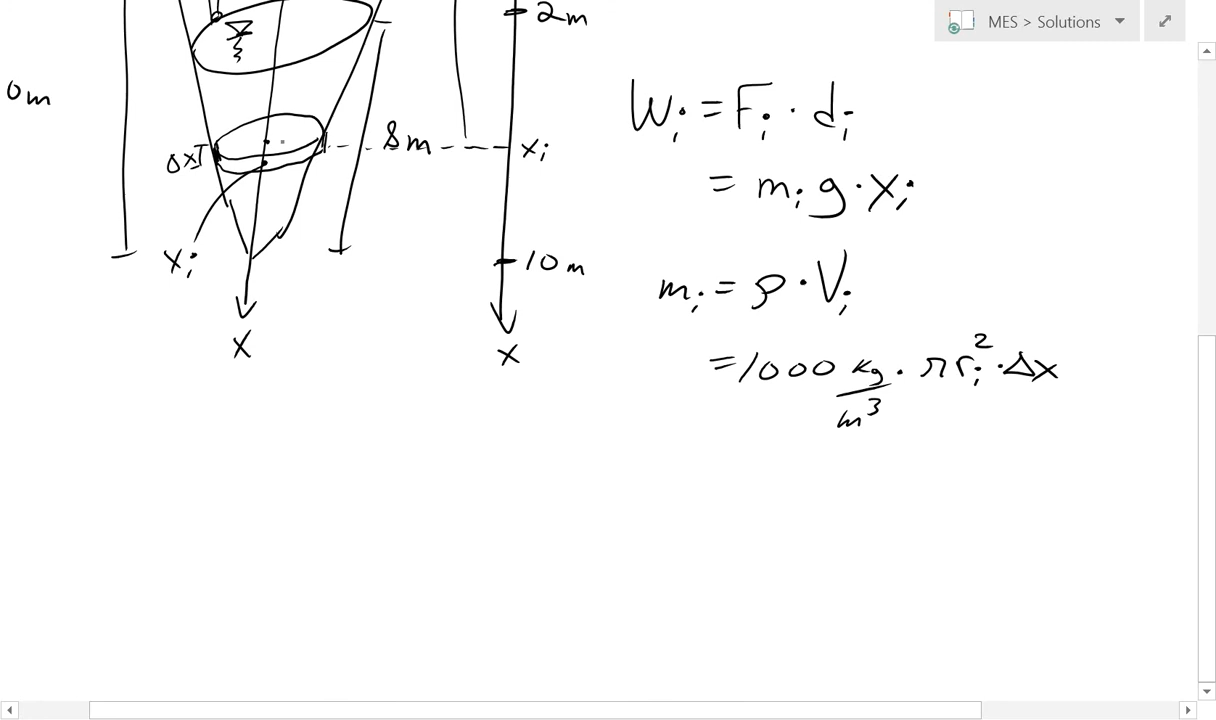 MES > Solutions
2m
0m
Wᵢ = Fᵢ · dᵢ
= mᵢ g · xᵢ
8m
xᵢ
Δx
xᵢ
10m
mᵢ = ρ · Vᵢ
x
x
= 1000 kg/m³ · π rᵢ² · Δx